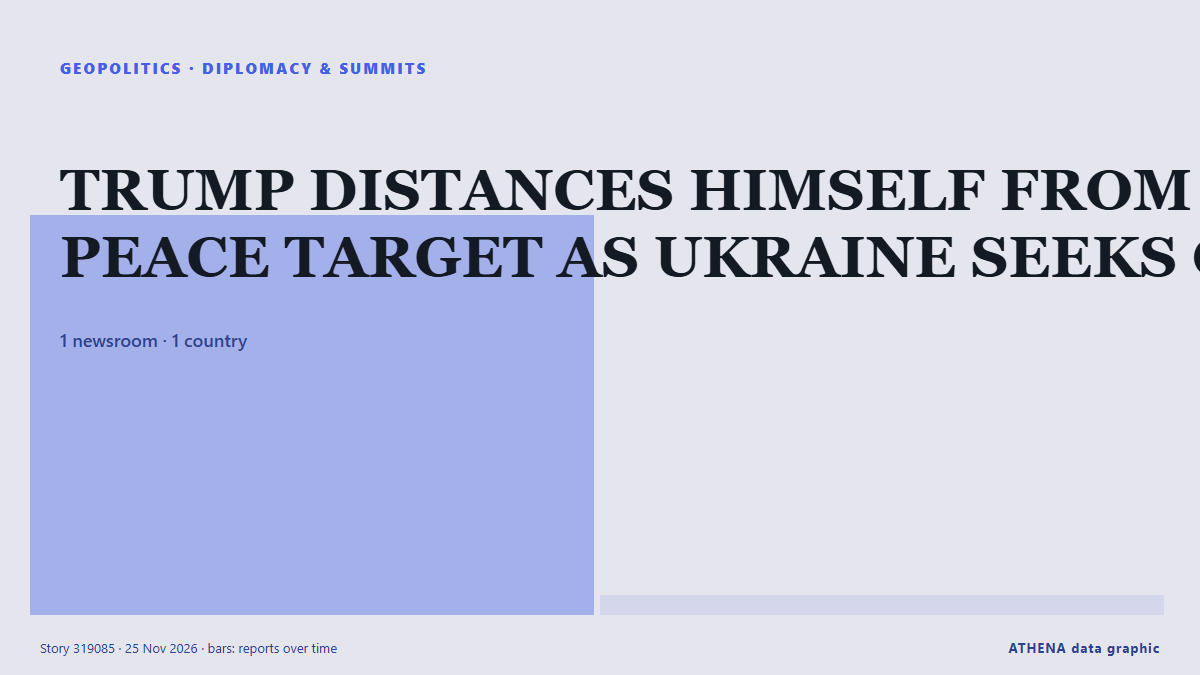 GEOPOLITICS · DIPLOMACY & SUMMITS
TRUMP DISTANCES HIMSELF FROM
PEACE TARGET AS UKRAINE SEEKS
1 newsroom · 1 country
Story 319085 · 25 Nov 2026 · bars: reports over time
ATHENA data graphic